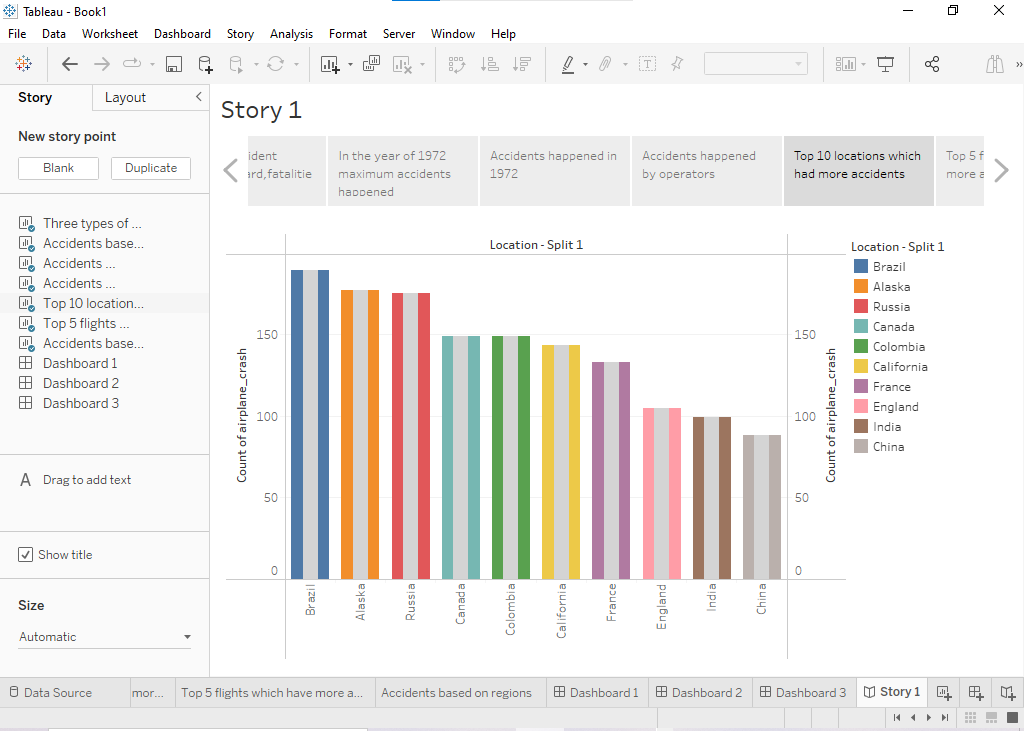 Tableau - Book1
File Data Worksheet Dashboard Story Analysis Format Server Window Help
Story
Layout
New story point
Blank
Duplicate
Three types of ...
Accidents base...
Accidents ...
Accidents ...
Top 10 location...
Top 5 flights ...
Accidents base...
Dashboard 1
Dashboard 2
Dashboard 3
A Drag to add text
Show title
Size
Automatic
Story 1
ident
ard,fatalitie
In the year of 1972
maximum accidents
happened
Accidents happened in
1972
Accidents happened
by operators
Top 10 locations which
had more accidents
Top 5 f
more a
Location - Split 1
Count of airplane_crash
150
100
50
0
Brazil
Alaska
Russia
Canada
Colombia
California
France
England
India
China
150
100
50
0
Count of airplane_crash
Location - Split 1
Brazil
Alaska
Russia
Canada
Colombia
California
France
England
India
China
Data Source
mor...
Top 5 flights which have more a...
Accidents based on regions
Dashboard 1
Dashboard 2
Dashboard 3
Story 1